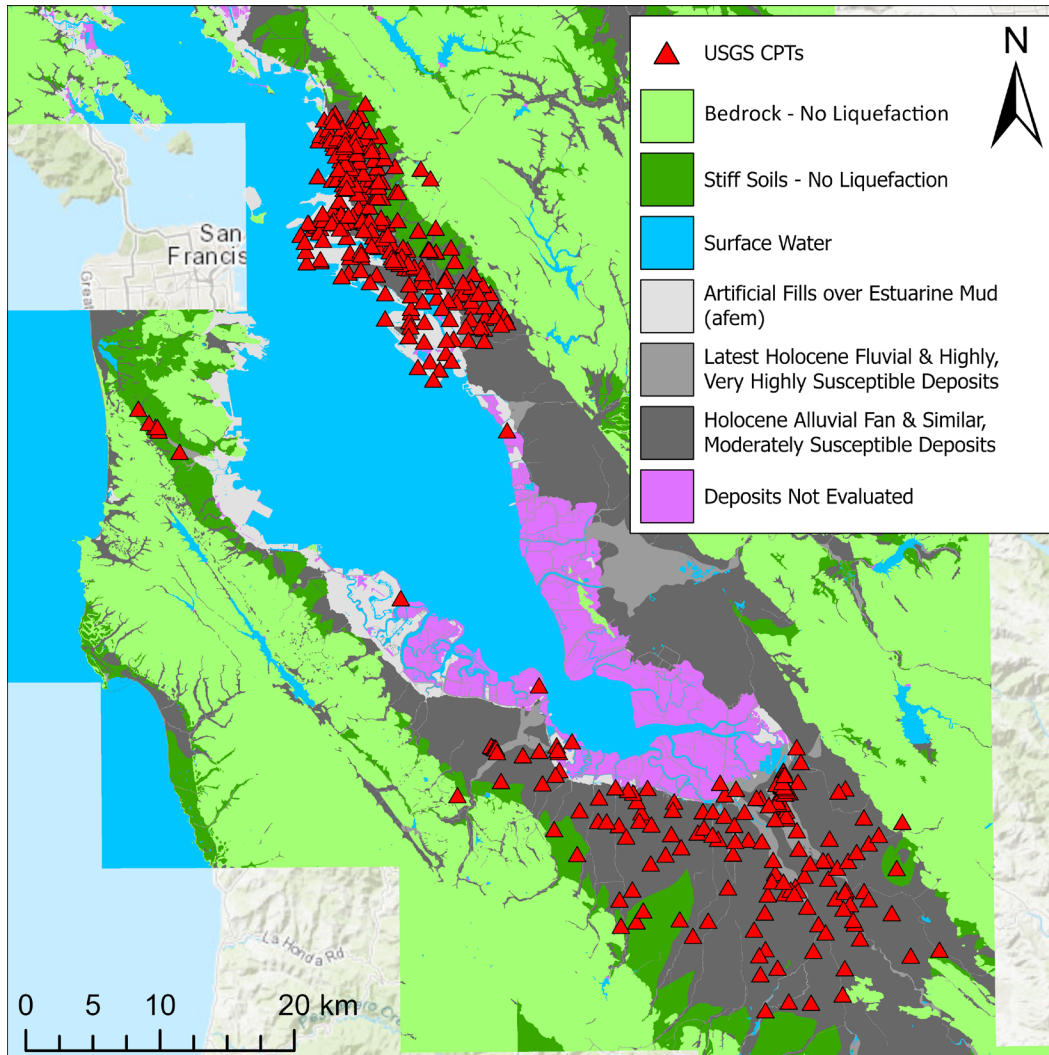 N
USGS CPTs
Bedrock - No Liquefaction
Stiff Soils - No Liquefaction
Surface Water
Artificial Fills over Estuarine Mud
(afem)
Latest Holocene Fluvial & Highly,
Very Highly Susceptible Deposits
Holocene Alluvial Fan & Similar,
Moderately Susceptible Deposits
Deposits Not Evaluated
San
Francis
Great
La Honda Rd
0 5 10 20 km